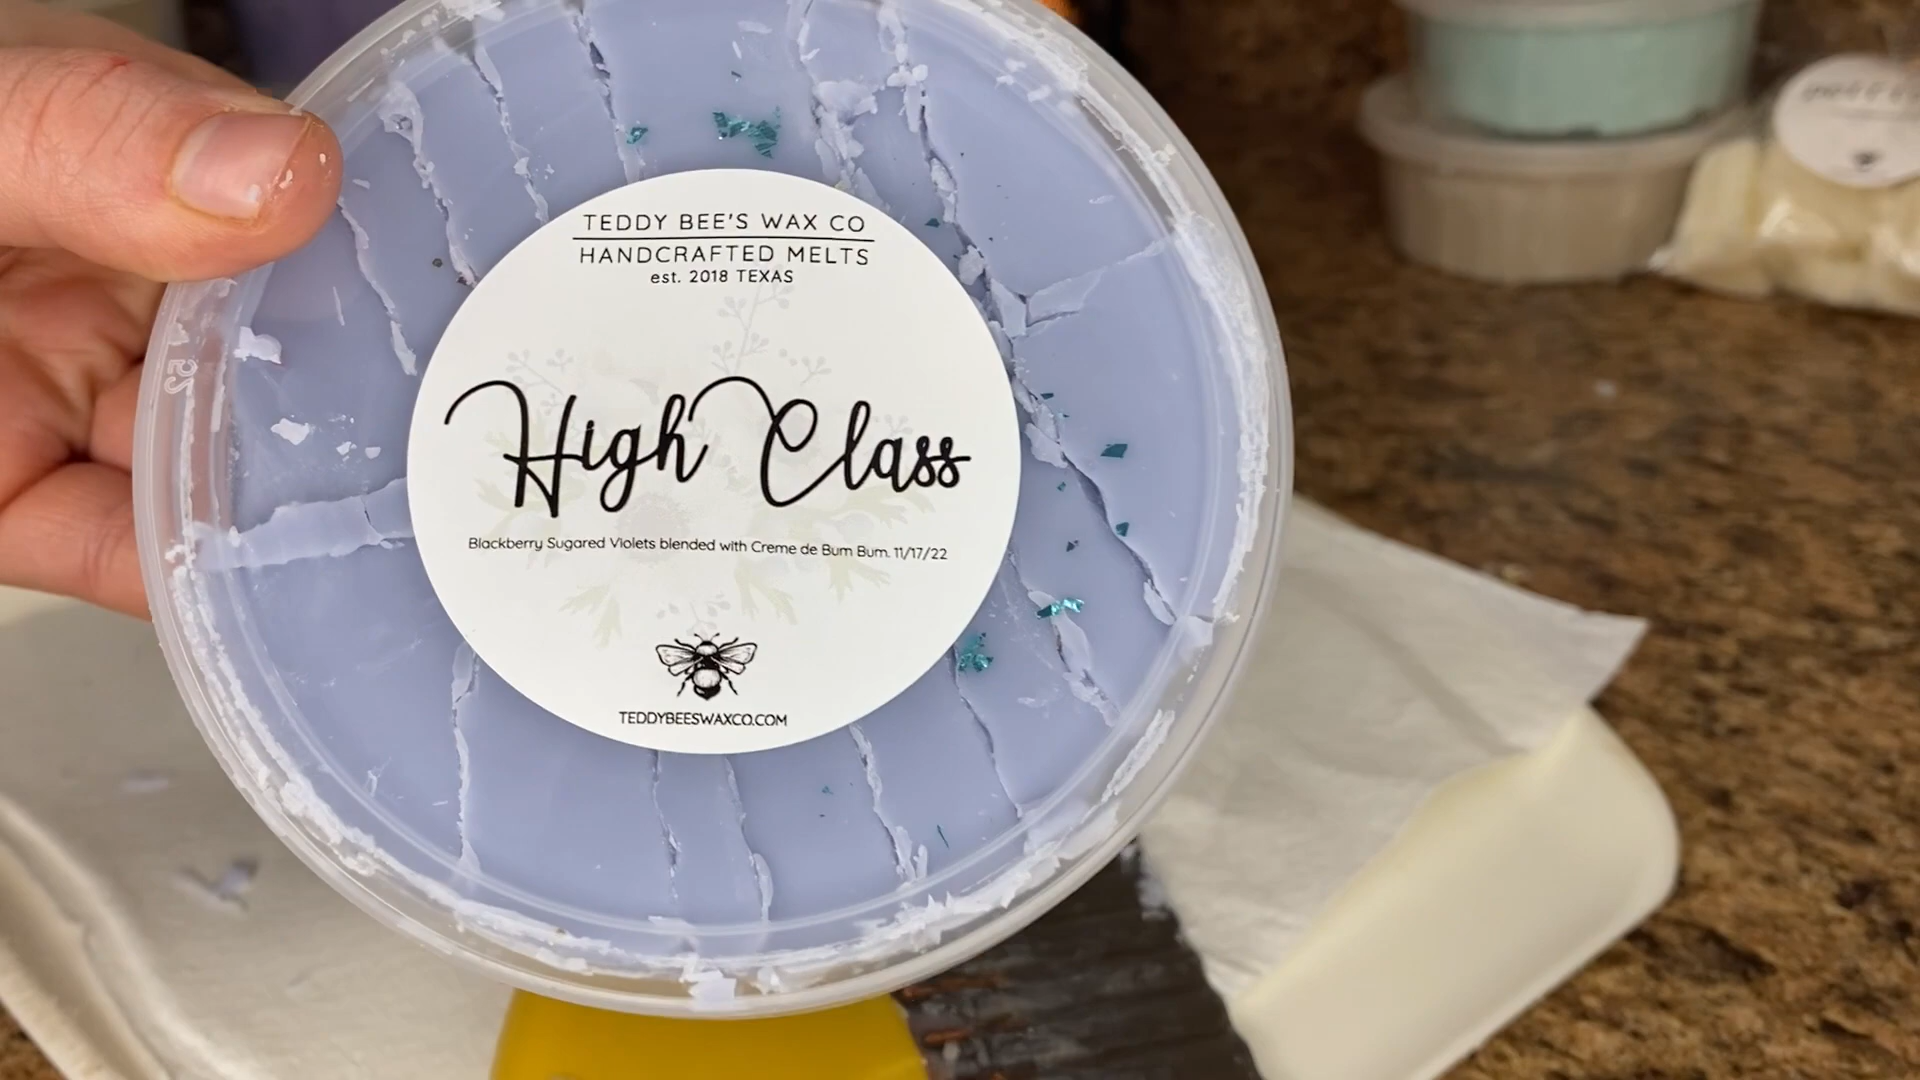 TEDDY BEE'S WAX CO
HANDCRAFTED MELTS
est. 2018 TEXAS
High Class
Blackberry Sugared Violets blended with Creme de Bum Bum. 11/17/22
TEDDYBEESWAXCO.COM
52